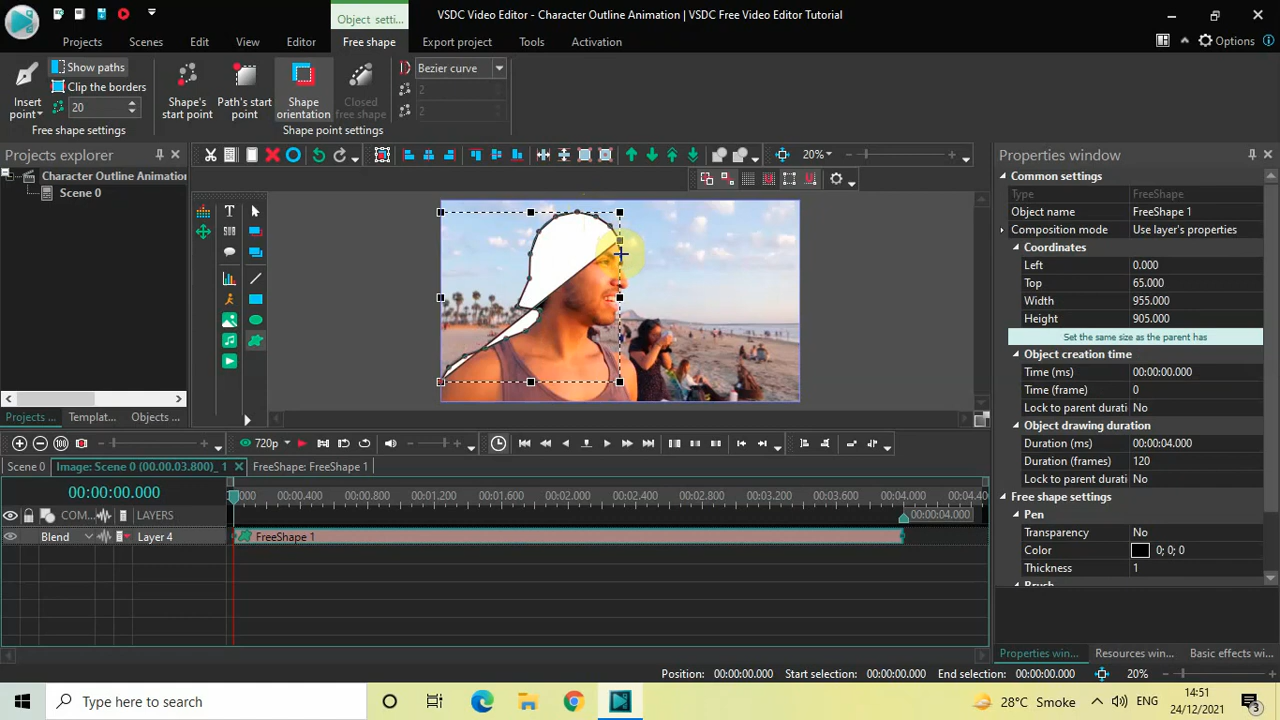 VSDC Video Editor - Character Outline Animation | VSDC Free Video Editor Tutorial
Object setti...
Projects Scenes Edit View Editor Free shape Export project Tools Activation Options
Insert point
Show paths
Clip the borders
20
Free shape settings
Shape's start point
Path's start point
Shape orientation
Closed free shape
Bezier curve
2
2
Shape point settings
Projects explorer
Character Outline Animation
Scene 0
Projects ... Templat... Objects ...
20%
T
Properties window
Common settings
Type FreeShape
Object name FreeShape 1
Composition mode Use layer's properties
Coordinates
Left 0.000
Top 65.000
Width 955.000
Height 905.000
Set the same size as the parent has
Object creation time
Time (ms) 00:00:00.000
Time (frame) 0
Lock to parent durati No
Object drawing duration
Duration (ms) 00:00:04.000
Duration (frames) 120
Lock to parent durati No
Free shape settings
Pen
Transparency No
Color 0; 0; 0
Thickness 1
Brush
Properties win... Resources win... Basic effects wi...
720p
Scene 0 Image: Scene 0 (00.00.03.800)_ 1 FreeShape: FreeShape 1
00:00:00.000
000 00:00.400 00:00.800 00:01.200 00:01.600 00:02.000 00:02.400 00:02.800 00:03.200 00:03.600 00:04.000 00:04.40
COM... LAYERS
00:00:04.000
Blend Layer 4 FreeShape 1
Position: 00:00:00.000 Start selection: 00:00:00.000 End selection: 00:00:00.000 20%
Type here to search
28°C Smoke ENG
14:51
24/12/2021
3